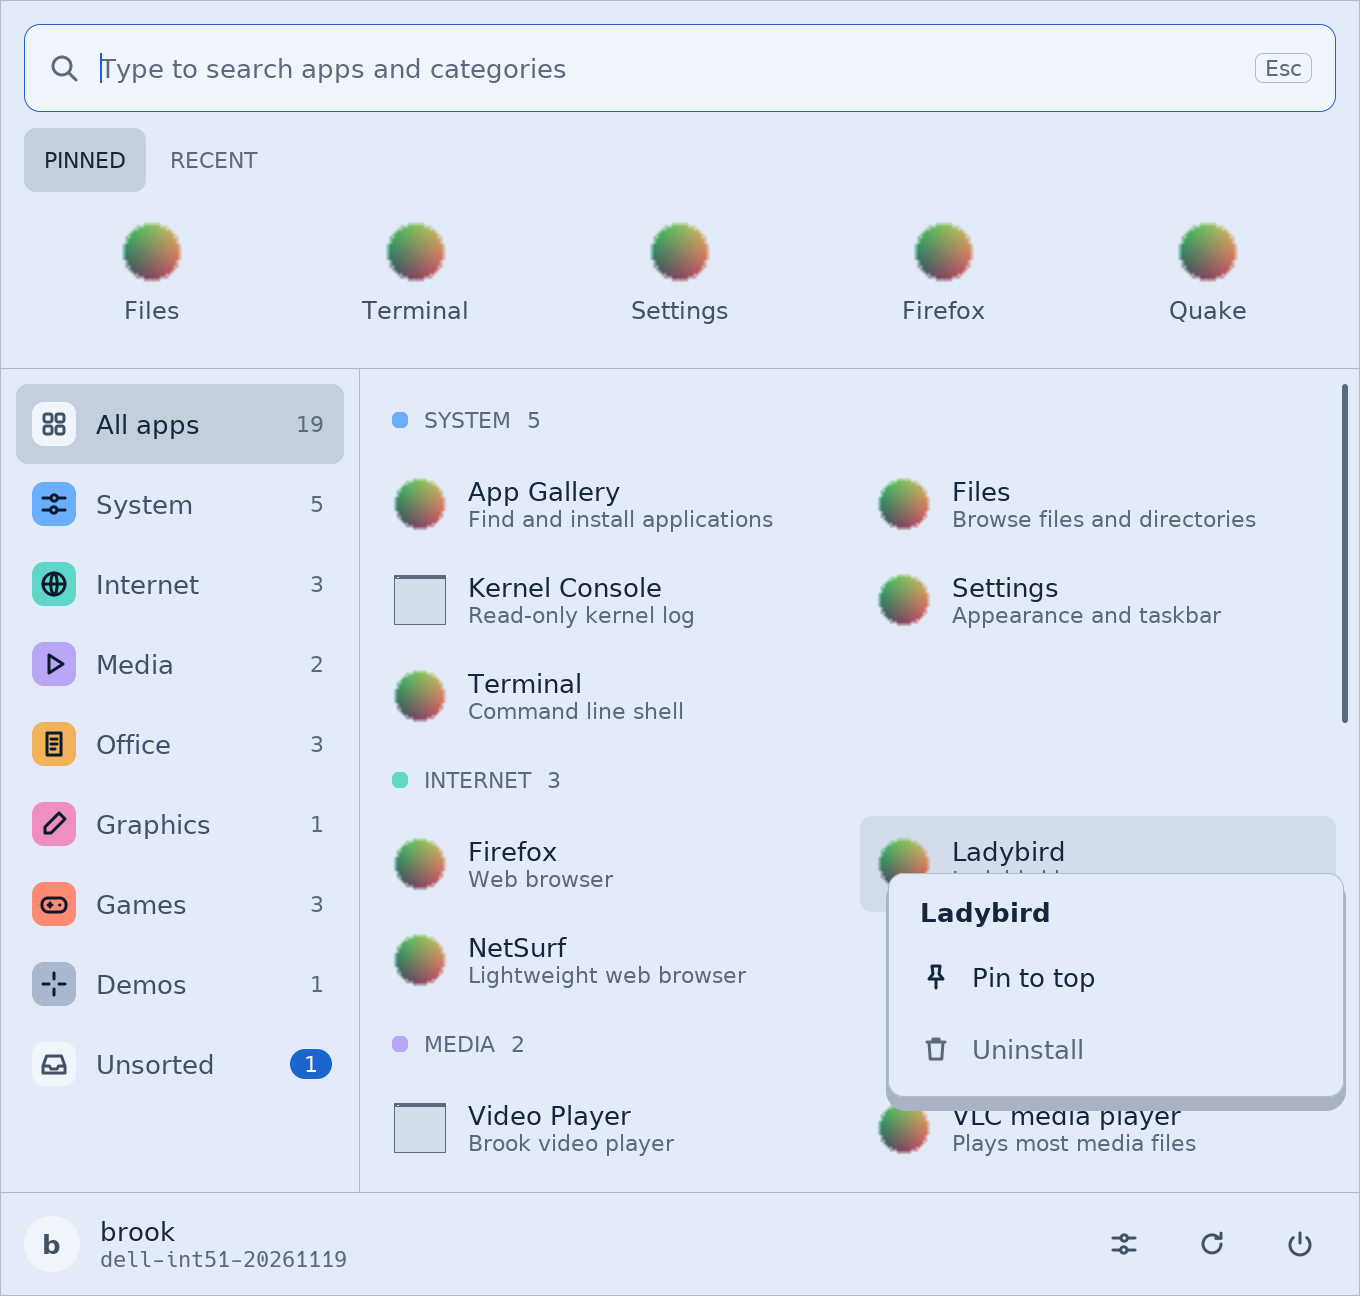 Type to search apps and categories
Esc
PINNED
RECENT
Files
Terminal
Settings
Firefox
Quake
All apps 19
System 5
Internet 3
Media 2
Office 3
Graphics 1
Games 3
Demos 1
Unsorted 1
SYSTEM 5
App Gallery
Find and install applications
Files
Browse files and directories
Kernel Console
Read-only kernel log
Settings
Appearance and taskbar
Terminal
Command line shell
INTERNET 3
Firefox
Web browser
Ladybird
NetSurf
Lightweight web browser
Ladybird
Pin to top
Uninstall
MEDIA 2
Video Player
Brook video player
VLC media player
Plays most media files
b
brook
dell-int51-20261119